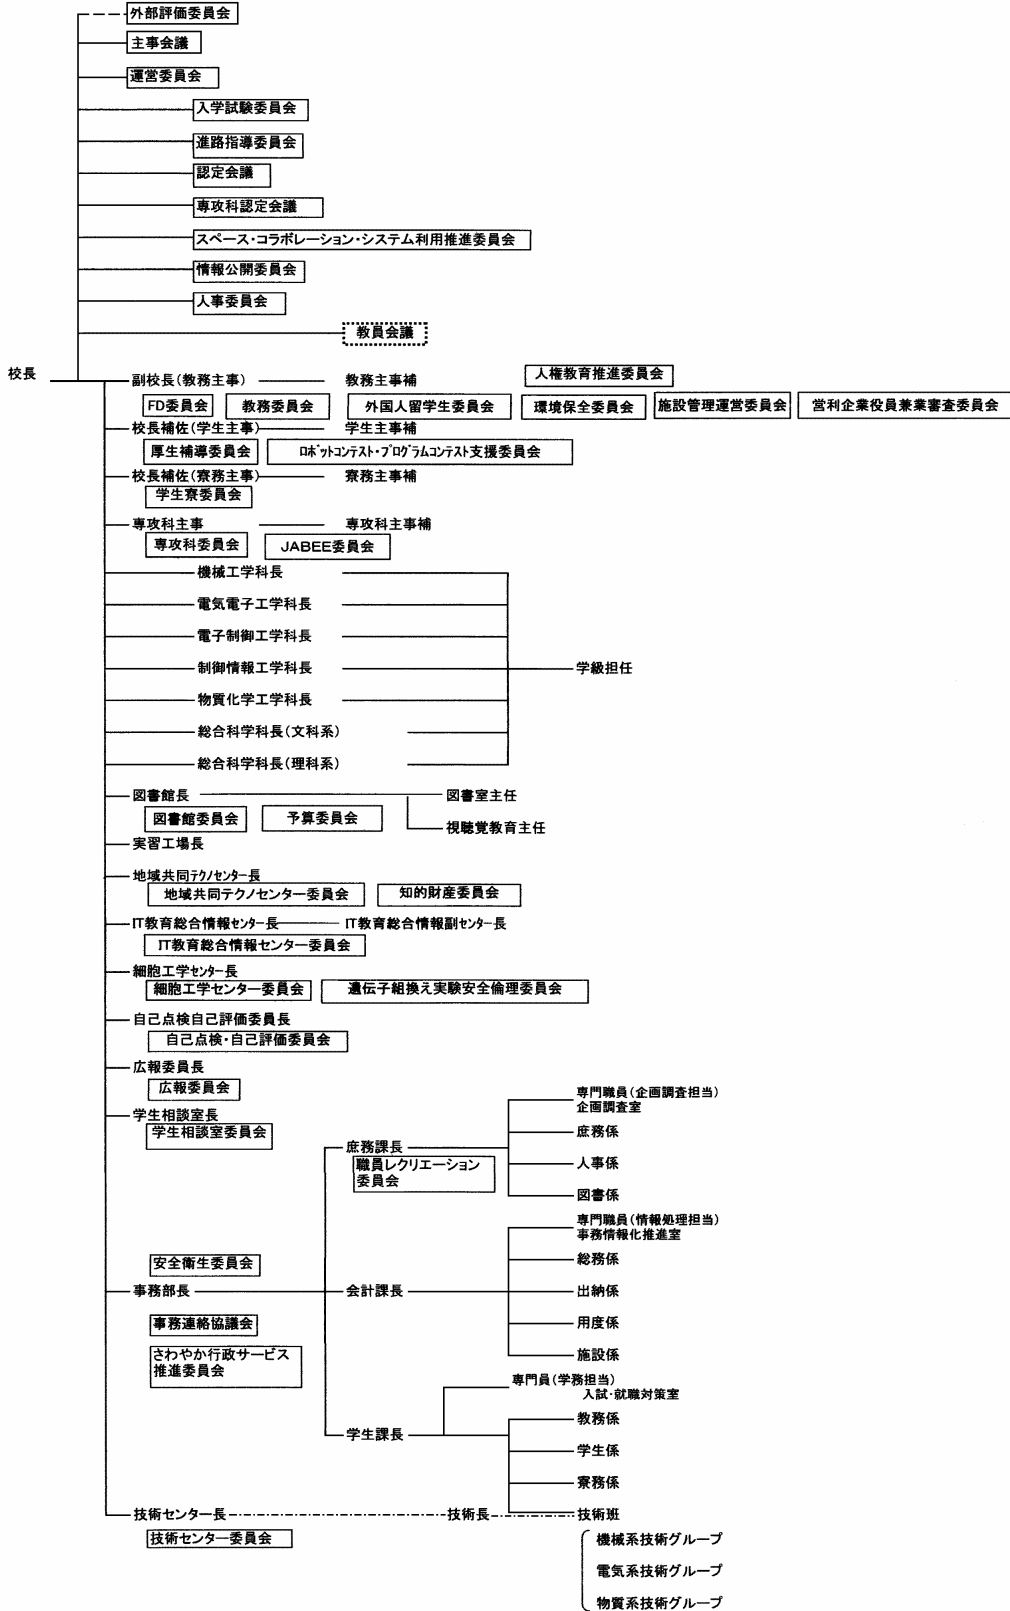 外部評価委員会
主事会議
運営委員会
入学試験委員会
進路指導委員会
認定会議
専攻科認定会議
スペース・コラボレーション・システム利用推進委員会
情報公開委員会
人事委員会
教員会議
校長
副校長(教務主事) 教務主事補 人権教育推進委員会
FD委員会 教務委員会 外国人留学生委員会 環境保全委員会 施設管理運営委員会 営利企業役員兼業審査委員会
校長補佐(学生主事) 学生主事補
厚生補導委員会 ロボットコンテスト・プログラムコンテスト支援委員会
校長補佐(寮務主事) 寮務主事補
学生寮委員会
専攻科主事 専攻科主事補
専攻科委員会 JABEE委員会
機械工学科長
電気電子工学科長
電子制御工学科長
制御情報工学科長 学級担任
物質化学工学科長
総合科学科長(文科系)
総合科学科長(理科系)
図書館長 図書室主任
図書館委員会 予算委員会
視聴覚教育主任
実習工場長
地域共同テクノセンター長
地域共同テクノセンター委員会 知的財産委員会
IT教育総合情報センター長 IT教育総合情報副センター長
IT教育総合情報センター委員会
細胞工学センター長
細胞工学センター委員会 遺伝子組換え実験安全倫理委員会
自己点検自己評価委員長
自己点検・自己評価委員会
広報委員長
広報委員会
専門職員(企画調査担当)
企画調査室
学生相談室長
学生相談室委員会
庶務係
庶務課長
職員レクリエーション
委員会
人事係
図書係
専門職員(情報処理担当)
事務情報化推進室
安全衛生委員会
総務係
事務部長 会計課長 出納係
事務連絡協議会
用度係
さわやか行政サービス
推進委員会
施設係
専門員(学務担当)
入試・就職対策室
教務係
学生課長
学生係
寮務係
技術センター長 技術長 技術班
技術センター委員会
機械系技術グループ
電気系技術グループ
物質系技術グループ